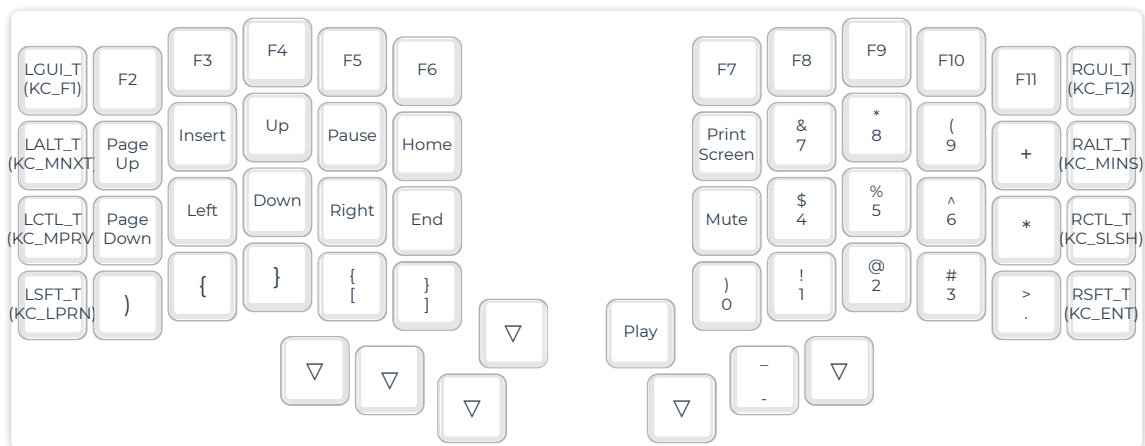 LGUI_T
(KC_F1)
F2
F3
F4
F5
F6
F7
F8
F9
F10
F11
RGUI_T
(KC_F12)
LALT_T
(KC_MNXT
Page
Up
Insert
Up
Pause
Home
Print
Screen
&
7
*
8
(
9
+
RALT_T
(KC_MINS)
LCTL_T
(KC_MPRV
Page
Down
Left
Down
Right
End
Mute
$
4
%
5
^
6
*
RCTL_T
(KC_SLSH)
LSFT_T
(KC_LPRN)
)
{
}
{
[
}
]
)
0
!
1
@
2
#
3
>
.
RSFT_T
(KC_ENT)
▽
Play
▽
▽
▽
▽
_
-
▽